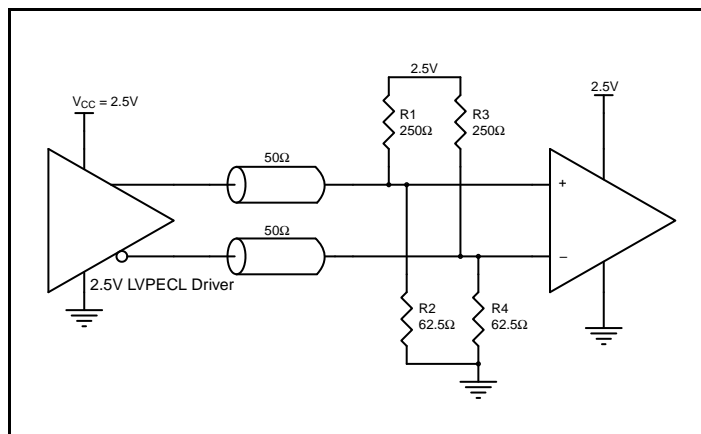 2.5V
2.5V
V_CC = 2.5V
R1
250Ω
R3
250Ω
50Ω
+
50Ω
−
2.5V LVPECL Driver
R2
62.5Ω
R4
62.5Ω